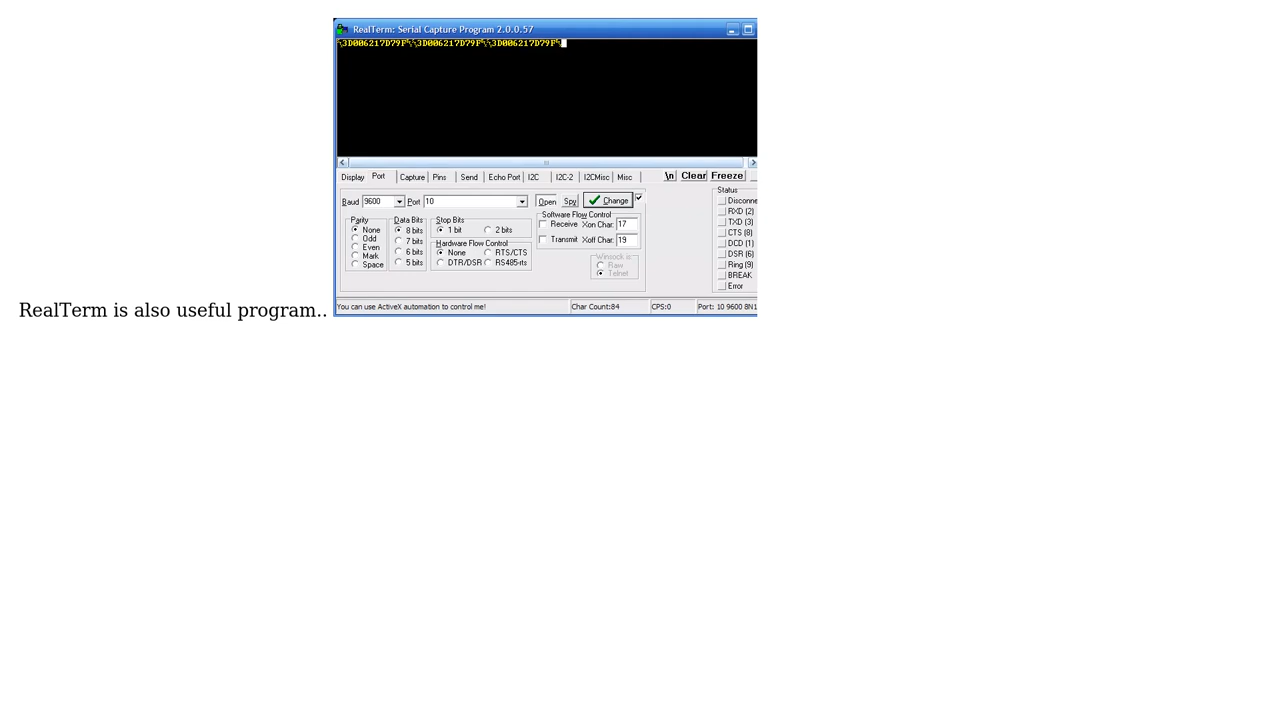 RealTerm: Serial Capture Program 2.0.0.57
3D006217D79F 3D006217D79F 3D006217D79F
Display Port Capture Pins Send Echo Port I2C I2C-2 I2CMisc Misc \n Clear Freeze
Status
Baud 9600 Port 10 Open Spy Change
Disconne
RXD (2)
TXD (3)
CTS (8)
DCD (1)
DSR (6)
Ring (9)
BREAK
Error
Parity
None
Odd
Even
Mark
Space
Data Bits
8 bits
7 bits
6 bits
5 bits
Stop Bits
1 bit 2 bits
Hardware Flow Control
None RTS/CTS
DTR/DSR RS485-rts
Software Flow Control
Receive Xon Char: 17
Transmit Xoff Char: 19
Winsock is:
Raw
Telnet
You can use ActiveX automation to control me! Char Count:84 CPS:0 Port: 10 9600 8N1
RealTerm is also useful program..